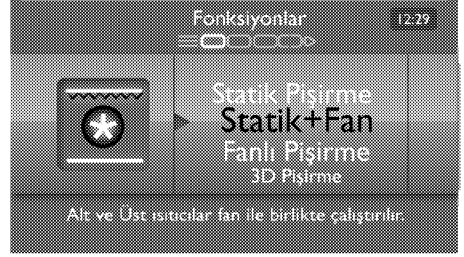 Fonksiyonlar
12:29
Statik Pişirme
Statik+Fan
Fanlı Pişirme
3D Pişirme
Alt ve Üst ısıtıcılar fan ile birlikte çalıştırılır.